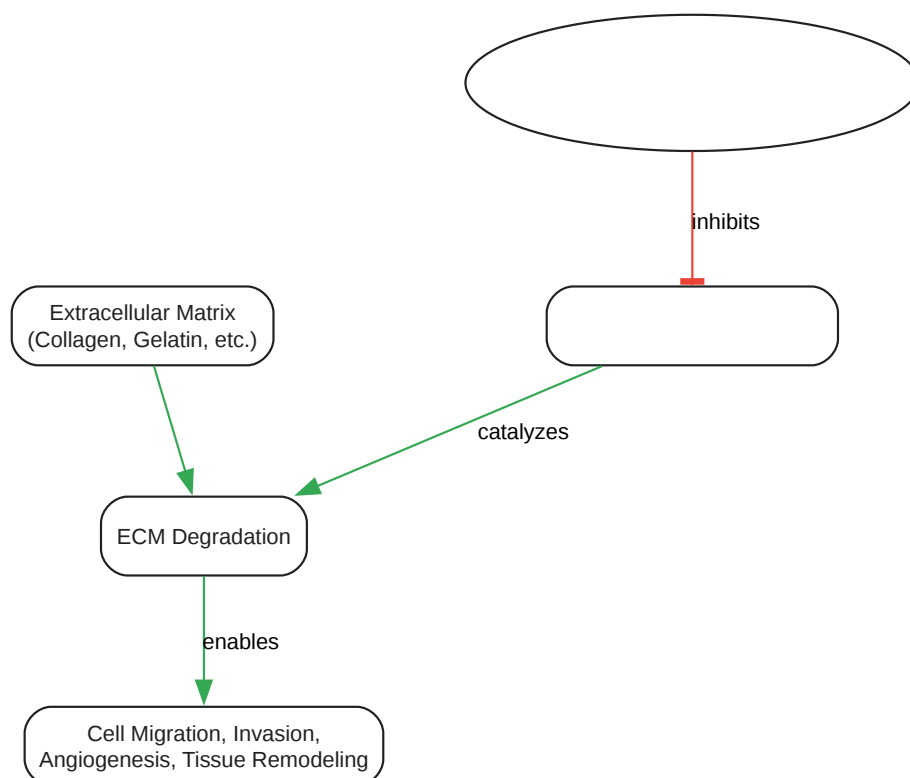 inhibits
Extracellular Matrix
(Collagen, Gelatin, etc.)
catalyzes
ECM Degradation
enables
Cell Migration, Invasion,
Angiogenesis, Tissue Remodeling